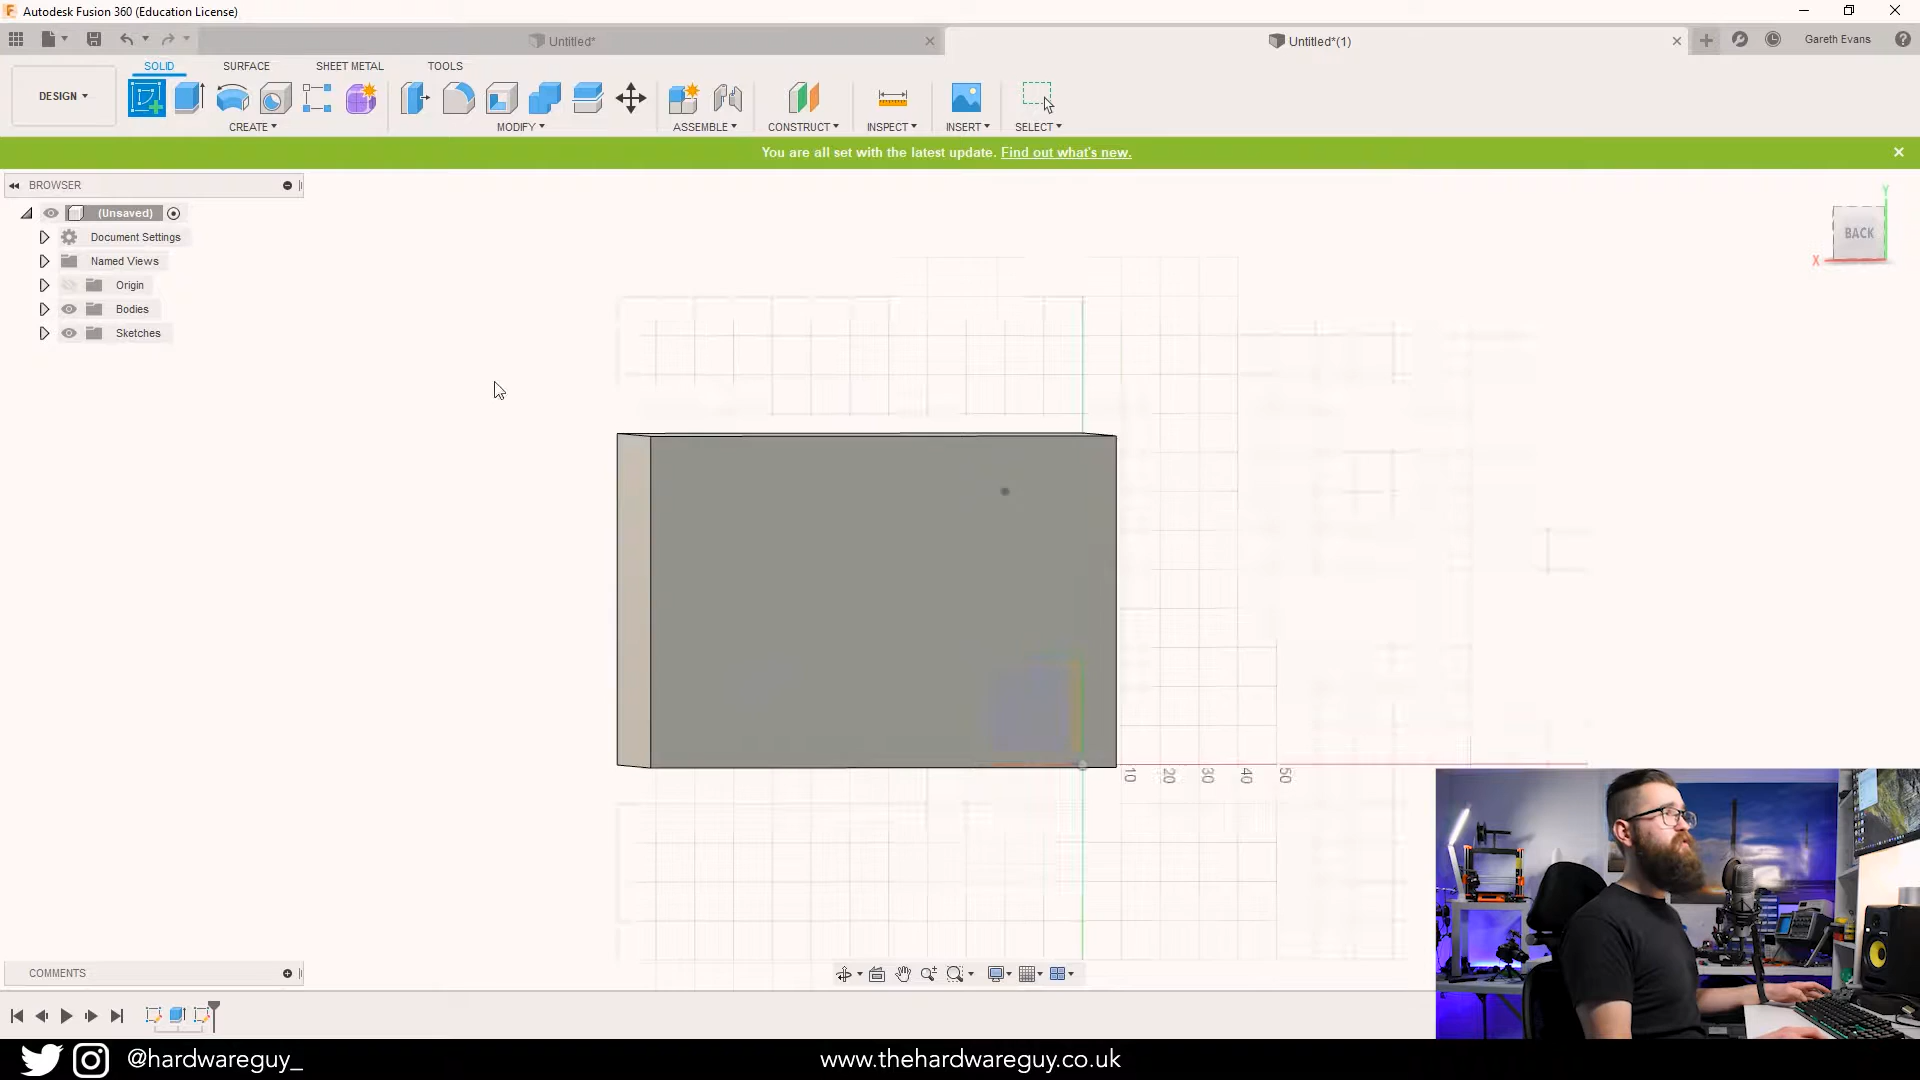 Autodesk Fusion 360 (Education License)
Untitled*
Untitled*(1)
Gareth Evans
DESIGN
SOLID
SURFACE
SHEET METAL
TOOLS
CREATE
MODIFY
ASSEMBLE
CONSTRUCT
INSPECT
INSERT
SELECT
You are all set with the latest update. Find out what's new.
BROWSER
(Unsaved)
Document Settings
Named Views
Origin
Bodies
Sketches
Y
BACK
X
10
20
30
40
50
COMMENTS
@hardwareguy_
www.thehardwareguy.co.uk